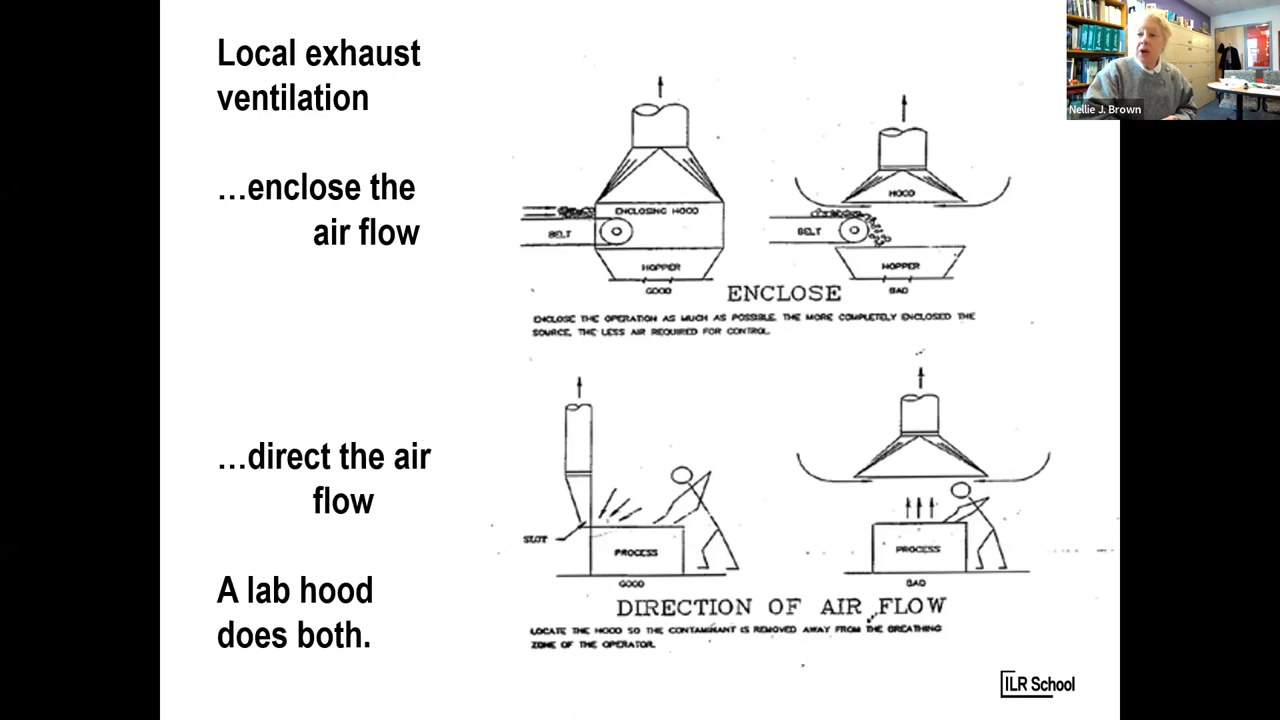 Local exhaust
ventilation
…enclose the
air flow
…direct the air
flow
A lab hood
does both.
ENCLOSING HOOD
BELT
HOPPER
GOOD
HOOD
BELT
HOPPER
BAD
ENCLOSE
ENCLOSE THE OPERATION AS MUCH AS POSSIBLE. THE MORE COMPLETELY ENCLOSED THE
SOURCE, THE LESS AIR REQUIRED FOR CONTROL.
SLOT
PROCESS
GOOD
PROCESS
BAD
DIRECTION OF AIR FLOW
LOCATE THE HOOD SO THE CONTAMINANT IS REMOVED AWAY FROM THE BREATHING
ZONE OF THE OPERATOR.
ILR School
Nellie J. Brown